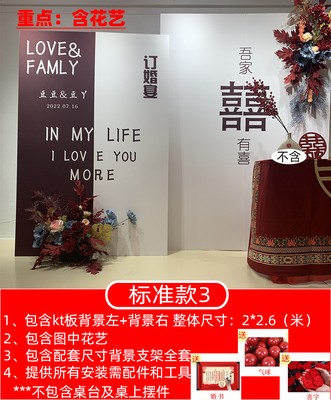 重点：含花艺
LOVE&
FAMLY
豆豆&豆丫
2022.07.16
订婚宴
IN MY LIFE
I LOVE YOU
MORE
吾家
囍
有喜
不含
囍
标准款3
1、包含kt板背景左+背景右 整体尺寸：2*2.6（米）
2、包含图中花艺
3、包含配套尺寸背景支架全套
4、提供所有安装需配件和工具
***不包含桌台及桌上摆件
送
婚书
送
气球
送
喜字